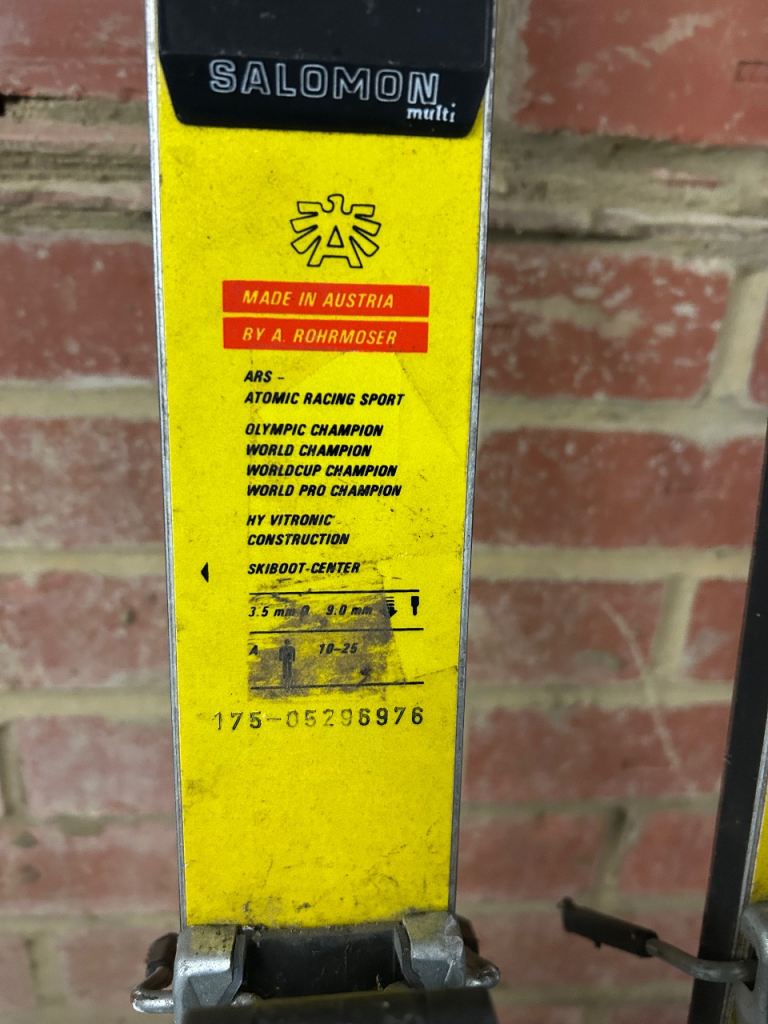 SALOMON
multi
A
MADE IN AUSTRIA
BY A. ROHRMOSER
ARS -
ATOMIC RACING SPORT
OLYMPIC CHAMPION
WORLD CHAMPION
WORLDCUP CHAMPION
WORLD PRO CHAMPION
HY VITRONIC
CONSTRUCTION
SKIBOOT-CENTER
3.5 mm Ø 9.0 mm
A 10-25
175-05296976